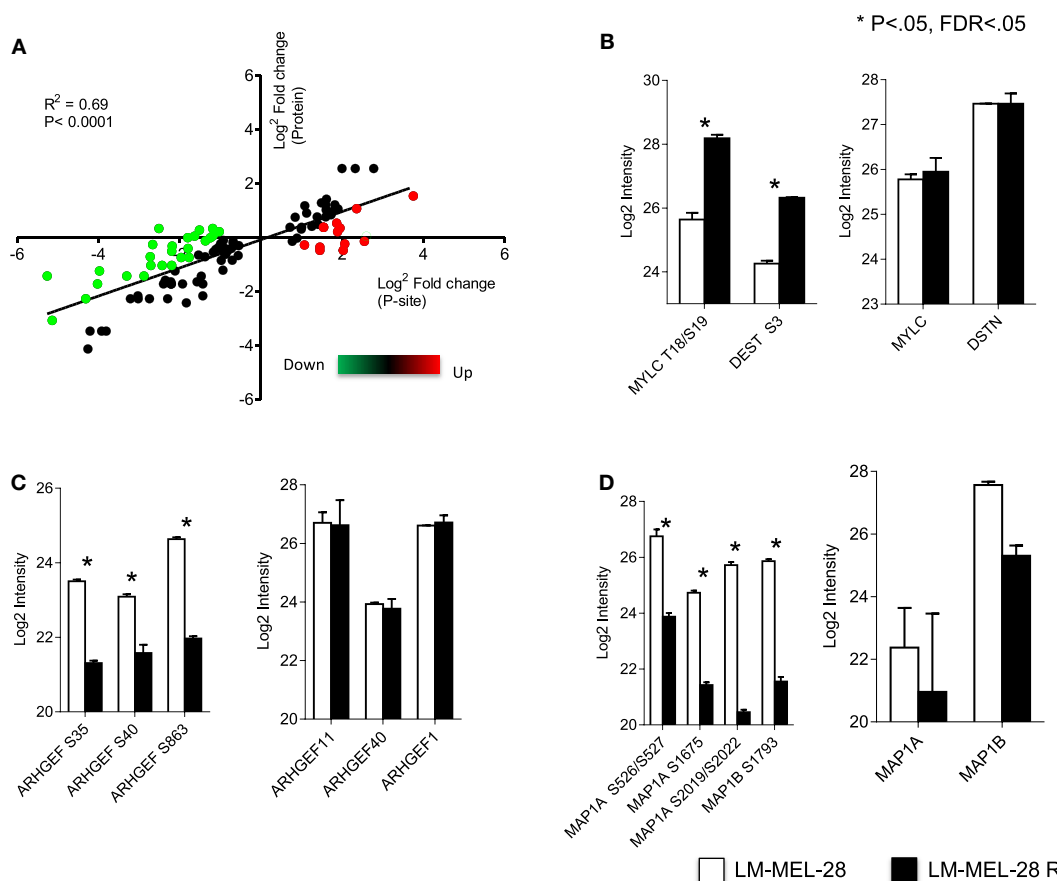 A
R2 = 0.69
P< 0.0001
Log2 Fold change
(Protein)
6
4
2
-2
-4
-6
-6
-4
-2
2
4
6
Log2 Fold change
(P-site)
Down
Up
* P<.05, FDR<.05
B
30
28
26
24
Log2 Intensity
*
*
MYLC T18/S19
DEST S3
28
27
26
25
24
23
Log2 Intensity
MYLC
DSTN
C
26
24
22
20
Log2 Intensity
*
*
*
ARHGEF S35
ARHGEF S40
ARHGEF S863
28
26
24
22
20
Log2 Intensity
ARHGEF11
ARHGEF40
ARHGEF1
D
28
26
24
22
20
Log2 Intensity
*
*
*
*
MAP1A S526/S527
MAP1A S1675
MAP1A S2019/S2022
MAP1B S1793
28
26
24
22
20
Log2 Intensity
MAP1A
MAP1B
LM-MEL-28
LM-MEL-28 R